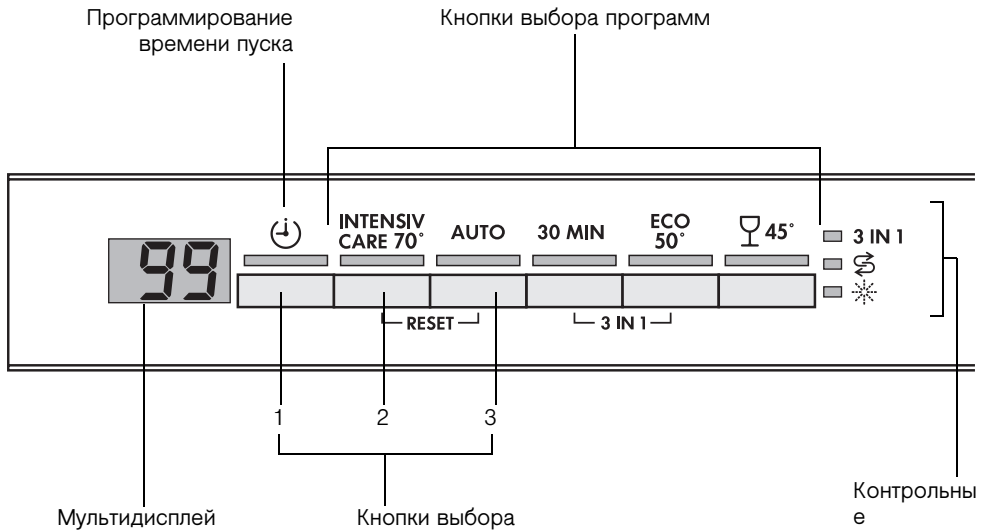 Программирование
времени пуска
Кнопки выбора программ
INTENSIV
CARE 70°
AUTO
30 MIN
ECO
50°
45°
3 IN 1
99
RESET
3 IN 1
1
2
3
Мультидисплей
Кнопки выбора
Контрольны
е